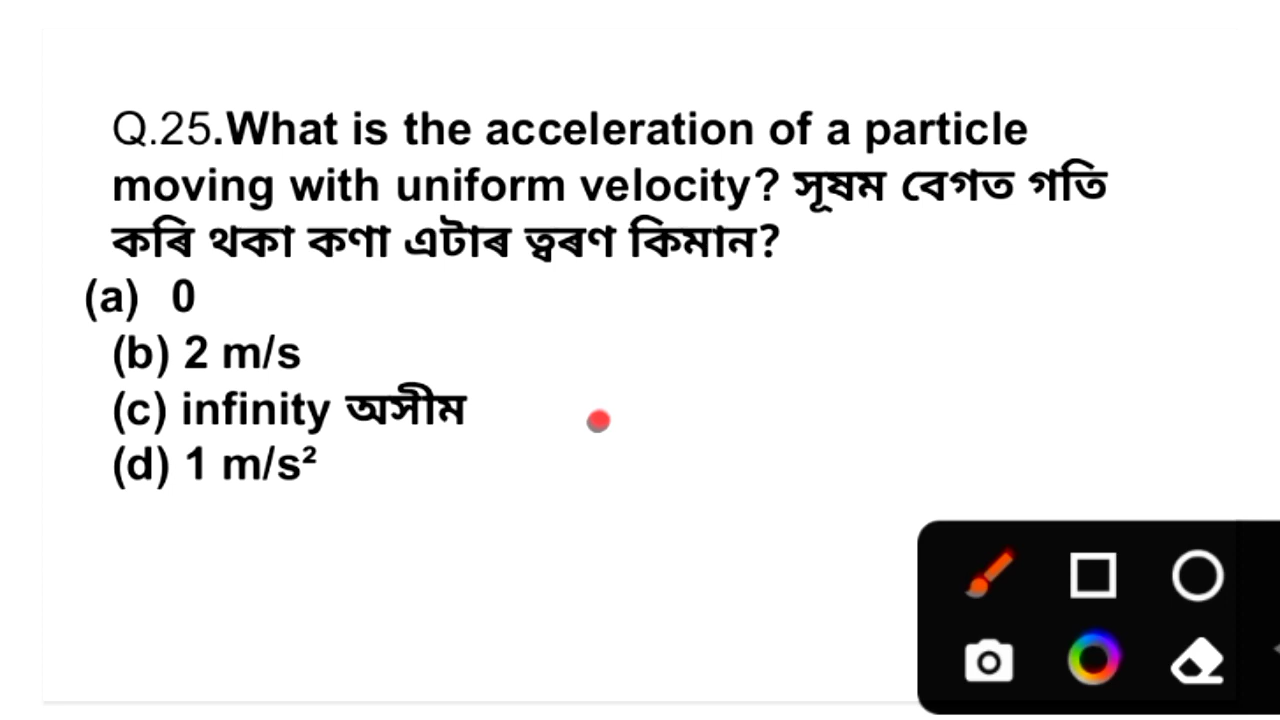 Q.25.What is the acceleration of a particle
moving with uniform velocity? সূষম বেগত গতি
কৰি থকা কণা এটাৰ ত্বৰণ কিমান?
(a) 0
(b) 2 m/s
(c) infinity অসীম
(d) 1 m/s²